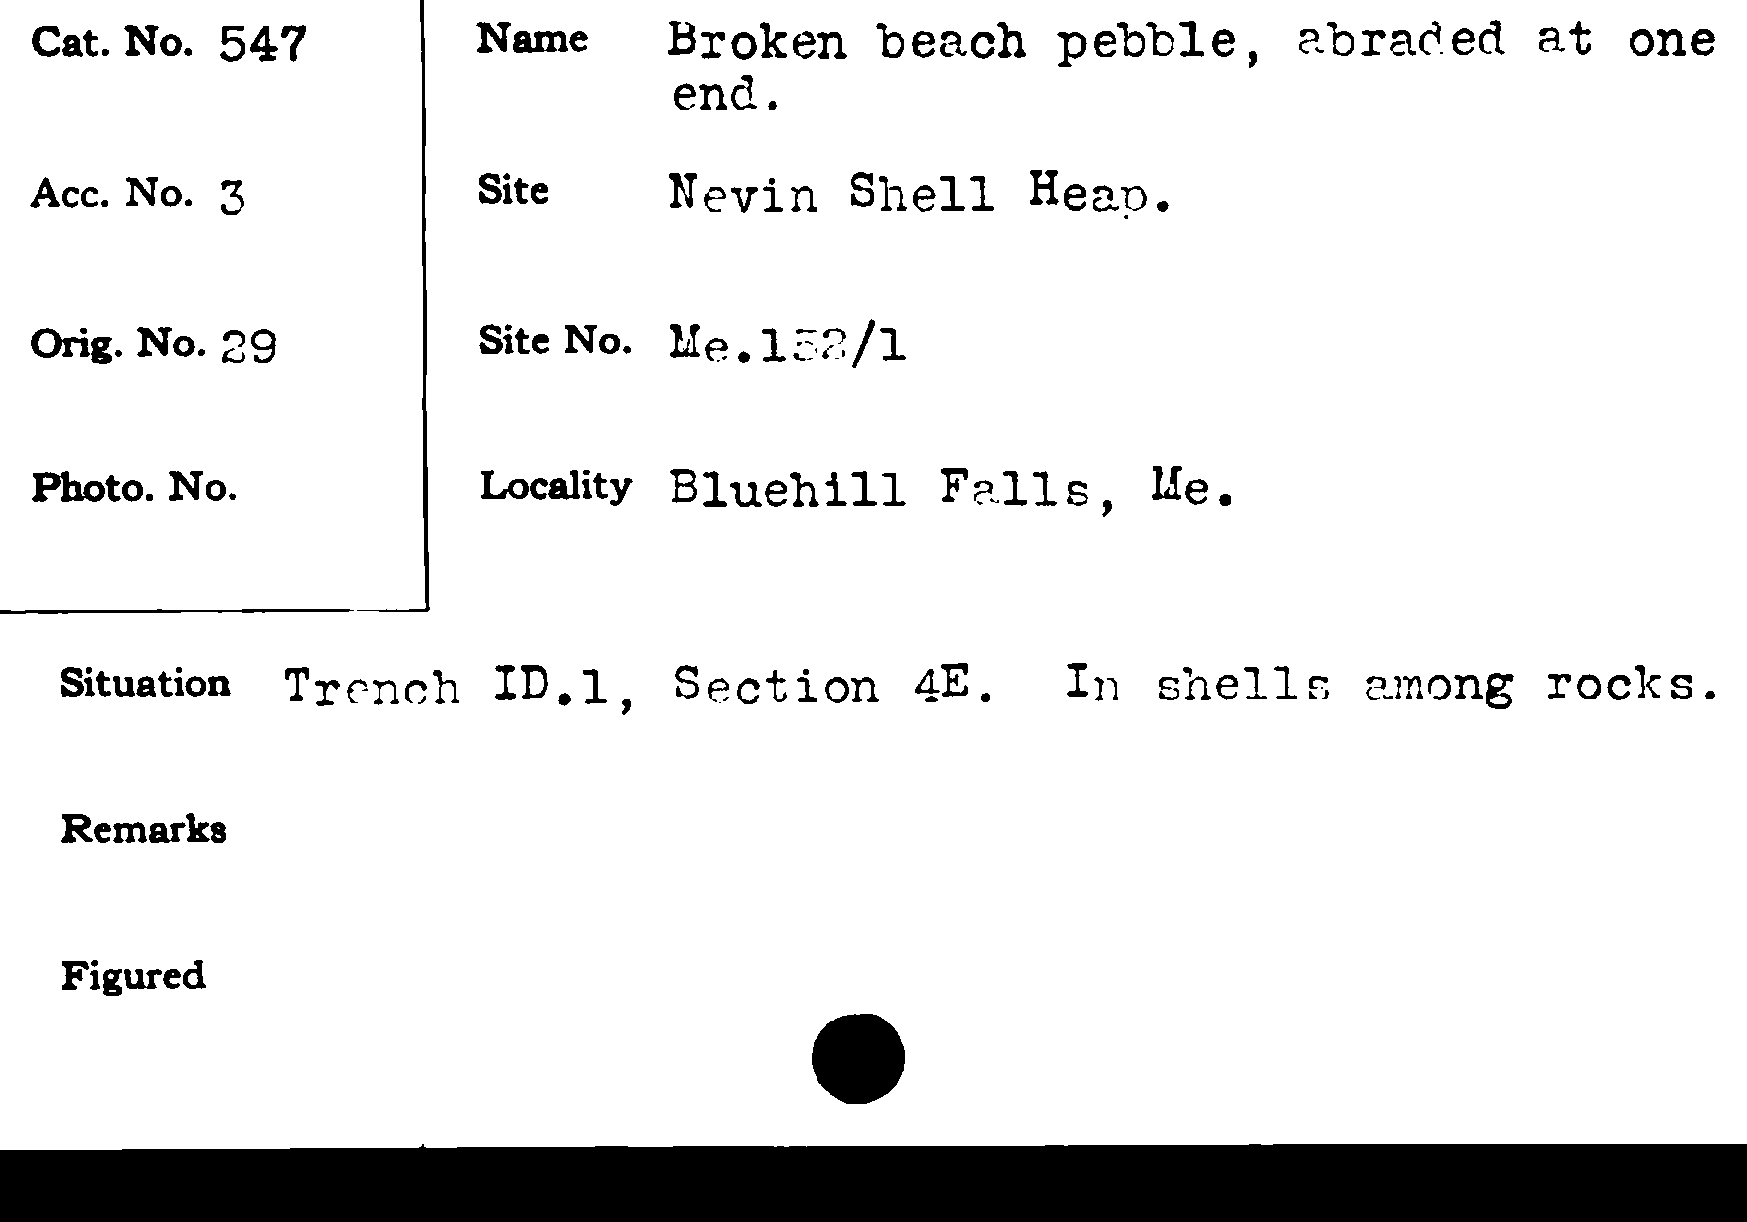 Cat. No. 547
Name Broken beach pebble, abraded at one
end.
Acc. No. 3
Site Nevin Shell Heap.
Orig. No. 29
Site No. Me.152/1
Photo. No.
Locality Bluehill Falls, Me.
Situation Trench ID.1, Section 4E. In shells among rocks.
Remarks
Figured